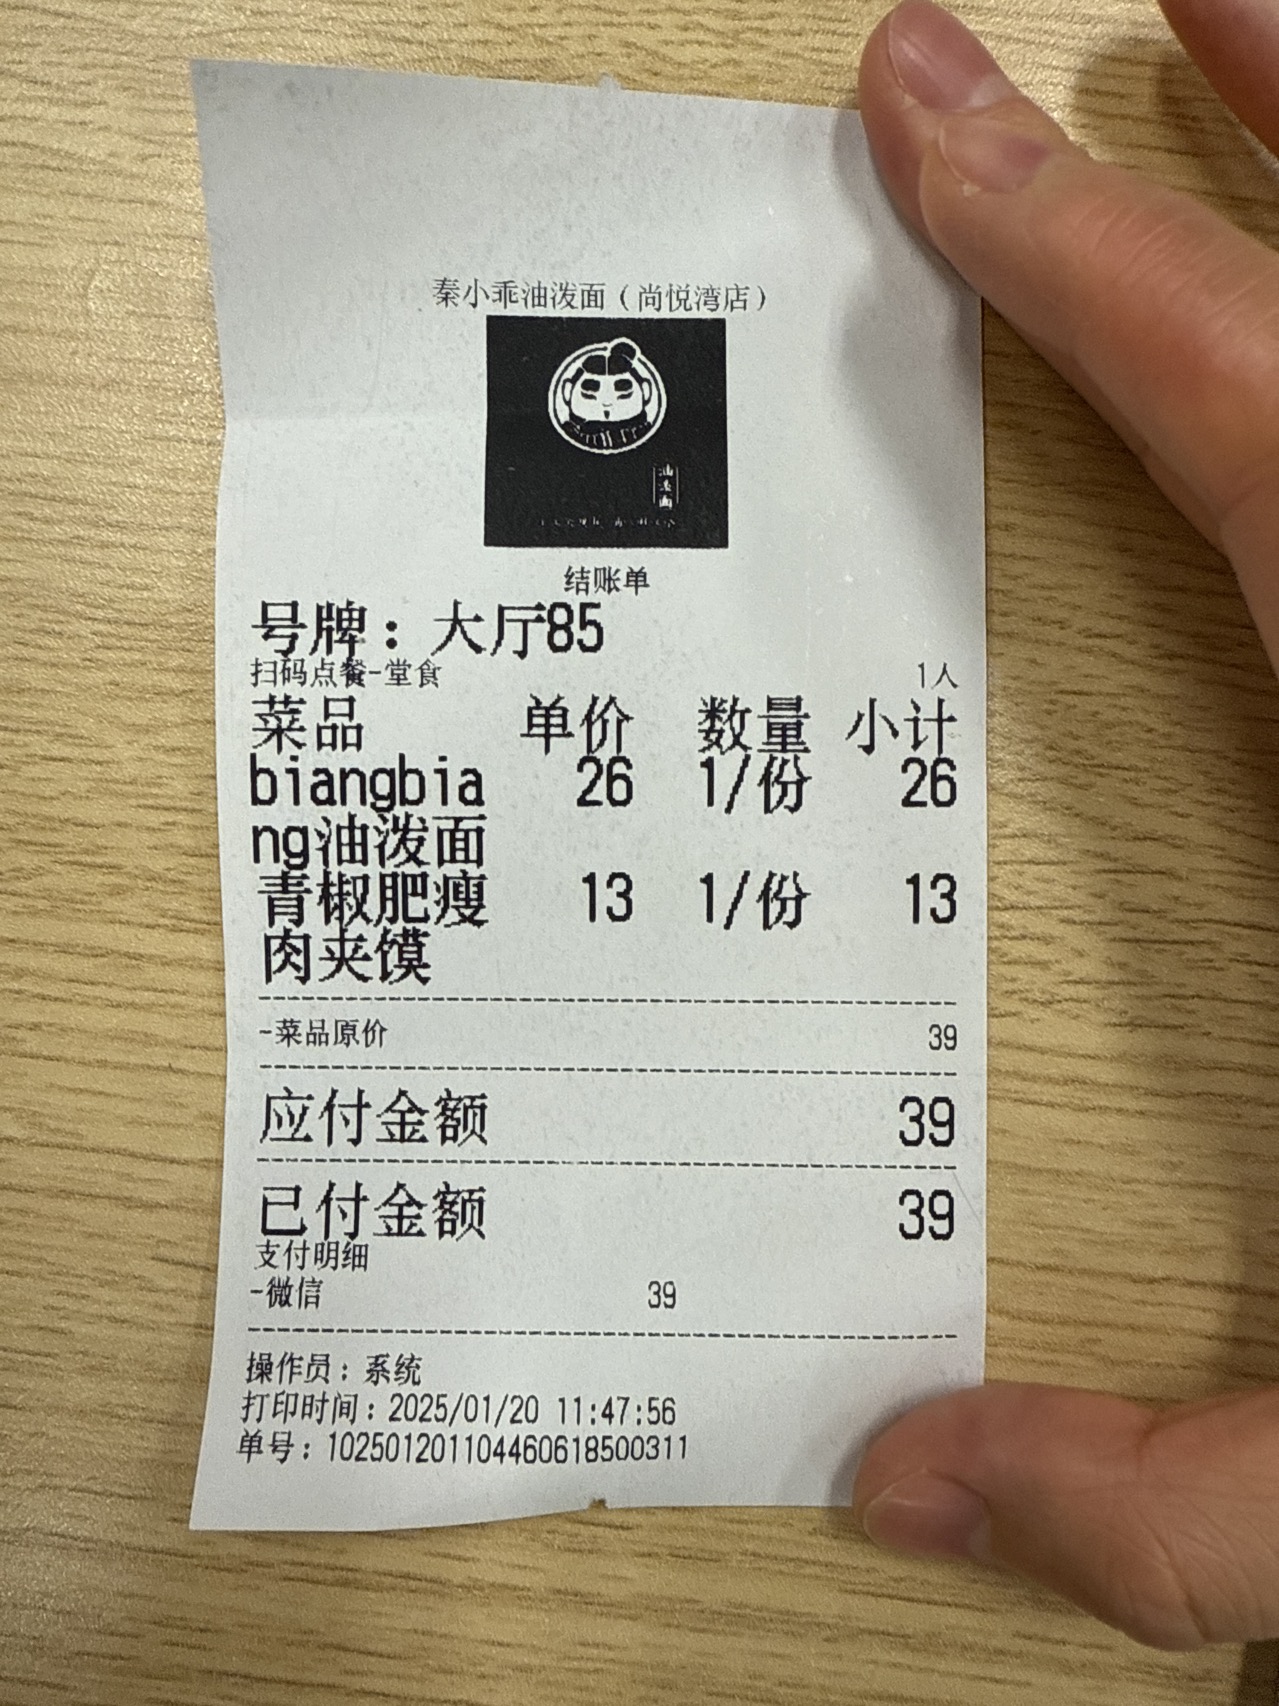 秦小乖油泼面（尚悦湾店）
油泼面
结账单
号牌：大厅85
扫码点餐-堂食 1人
菜品 单价 数量 小计
biangbia 26 1/份 26
ng油泼面
青椒肥瘦 13 1/份 13
肉夹馍
-菜品原价 39
应付金额 39
已付金额 39
支付明细
-微信 39
操作员：系统
打印时间：2025/01/20 11:47:56
单号：102501201104460618500311